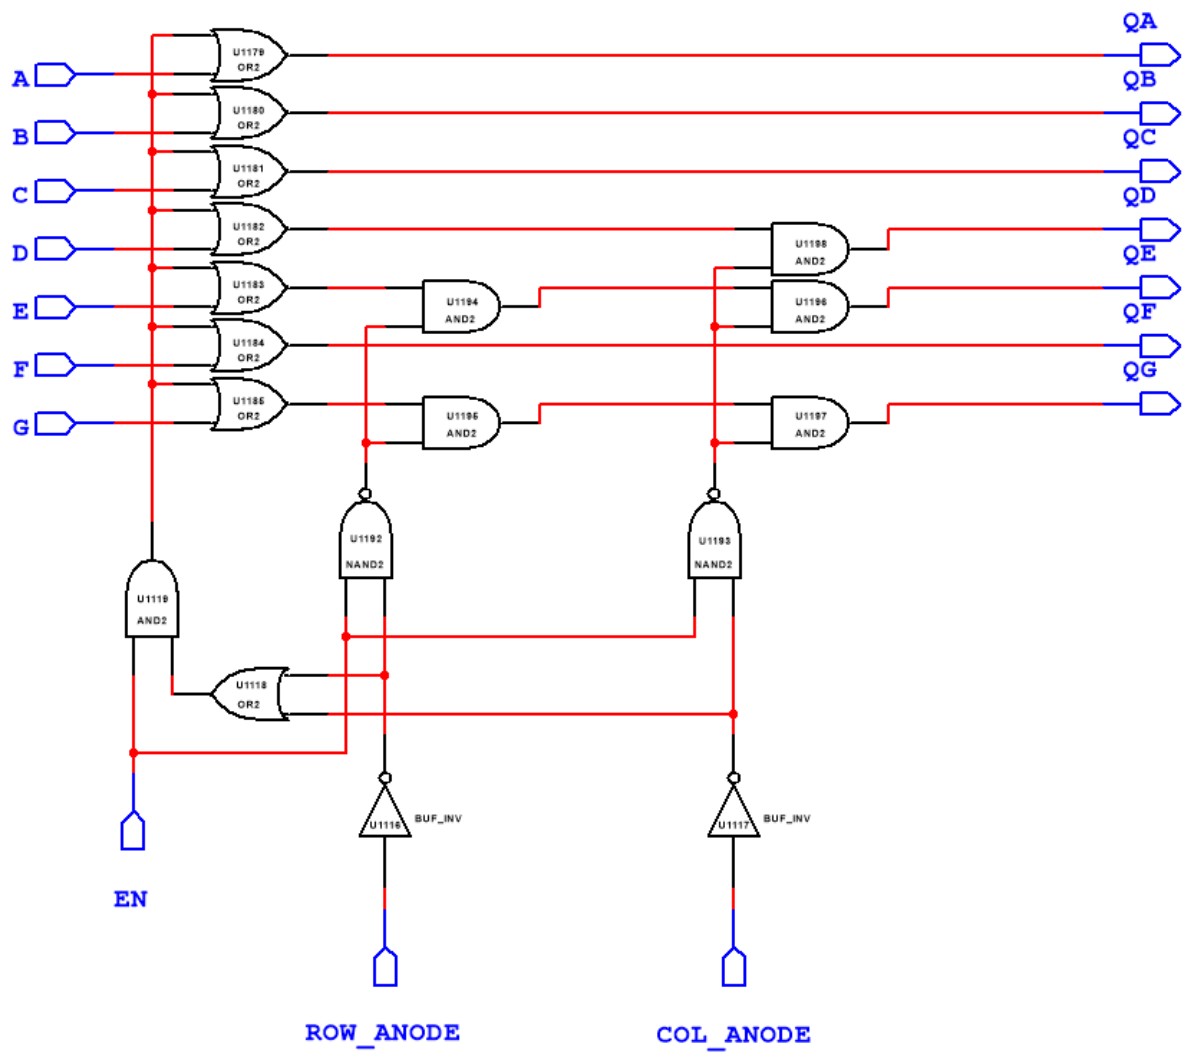 QA
U1179
OR2
A
QB
U1180
OR2
B
QC
U1181
OR2
C
QD
U1182
OR2
D
U1198
AND2
QE
U1183
OR2
E
U1194
AND2
U1196
AND2
QF
U1184
OR2
F
QG
U1185
OR2
G
U1195
AND2
U1197
AND2
U1192
NAND2
U1193
NAND2
U1119
AND2
U1118
OR2
U1116
BUF_INV
U1117
BUF_INV
EN
ROW_ANODE
COL_ANODE